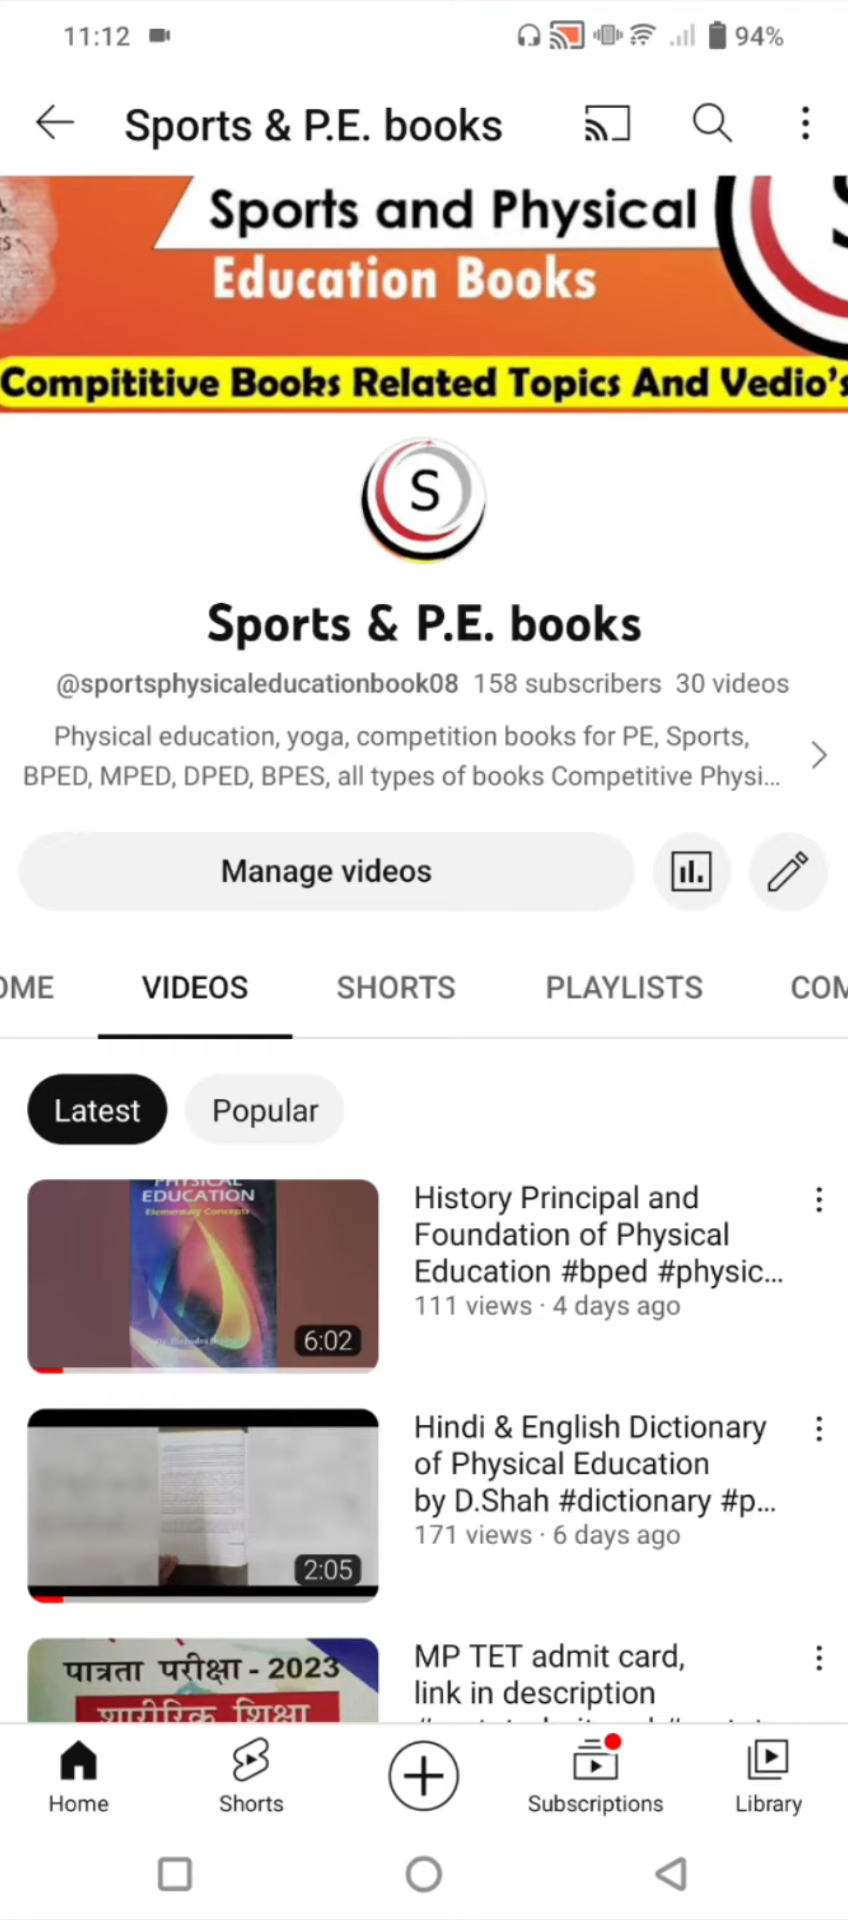 11:12
94%
Sports & P.E. books
Sports and Physical
Education Books
Compititive Books Related Topics And Vedio's
S
Sports & P.E. books
@sportsphysicaleducationbook08 158 subscribers 30 videos
Physical education, yoga, competition books for PE, Sports,
BPED, MPED, DPED, BPES, all types of books Competitive Physi...
Manage videos
OME VIDEOS SHORTS PLAYLISTS COM
Latest Popular
PHYSICAL
EDUCATION
Elementary Concepts
6:02
History Principal and
Foundation of Physical
Education #bped #physic...
111 views · 4 days ago
2:05
Hindi & English Dictionary
of Physical Education
by D.Shah #dictionary #p...
171 views · 6 days ago
पात्रता परीक्षा - 2023
शारीरिक शिक्षा
MP TET admit card,
link in description
Home Shorts Subscriptions Library